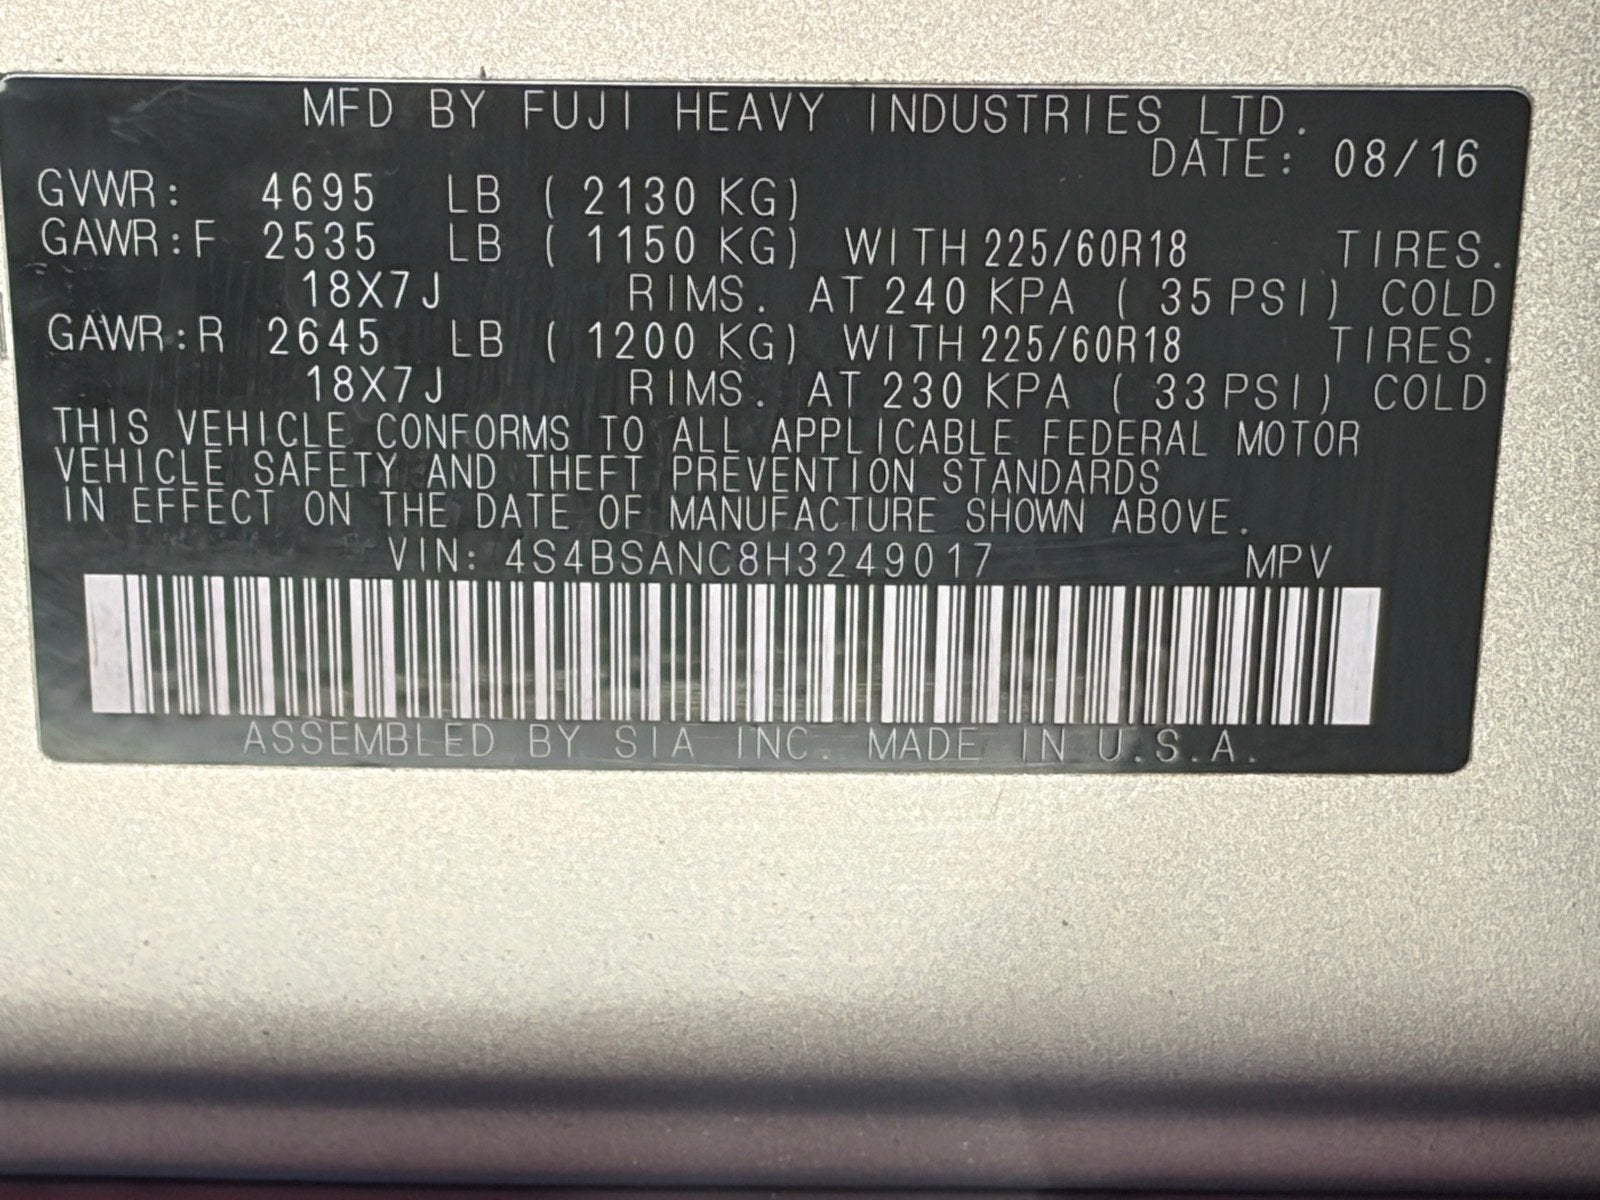 MFD BY FUJI HEAVY INDUSTRIES LTD.
DATE: 08/16
GVWR: 4695 LB ( 2130 KG)
GAWR:F 2535 LB ( 1150 KG) WITH 225/60R18 TIRES.
18X7J RIMS. AT 240 KPA ( 35 PSI) COLD
GAWR:R 2645 LB ( 1200 KG) WITH 225/60R18 TIRES.
18X7J RIMS. AT 230 KPA ( 33 PSI) COLD
THIS VEHICLE CONFORMS TO ALL APPLICABLE FEDERAL MOTOR
VEHICLE SAFETY AND THEFT PREVENTION STANDARDS
IN EFFECT ON THE DATE OF MANUFACTURE SHOWN ABOVE.
VIN: 4S4BSANC8H3249017 MPV
ASSEMBLED BY SIA INC. MADE IN U.S.A.